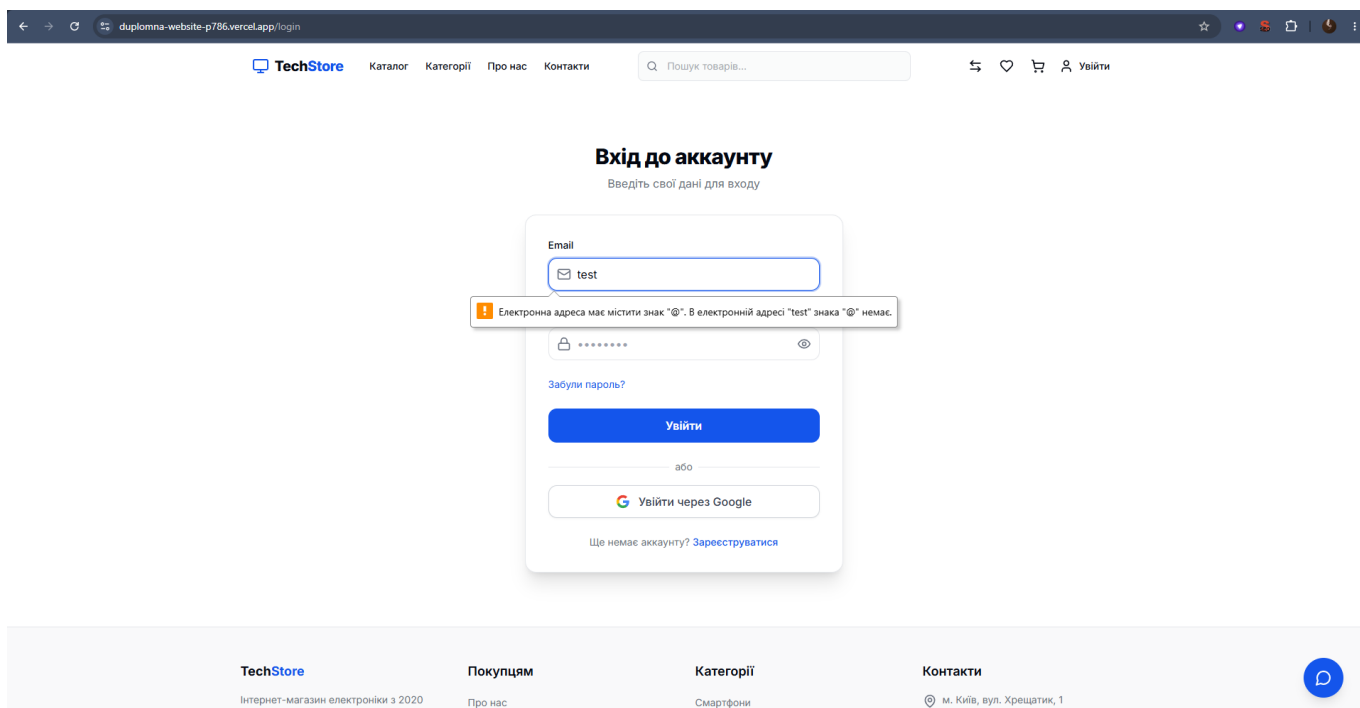 duplomna-website-p786.vercel.app/login
TechStore Каталог Категорії Про нас Контакти Пошук товарів... Увійти
Вхід до аккаунту
Введіть свої дані для входу
Email
test
Електронна адреса має містити знак "@". В електронній адресі "test" знака "@" немає.
Забули пароль?
Увійти
або
Увійти через Google
Ще немає аккаунту? Зареєструватися
TechStore Покупцям Категорії Контакти
Інтернет-магазин електроніки з 2020 Про нас Смартфони м. Київ, вул. Хрещатик, 1